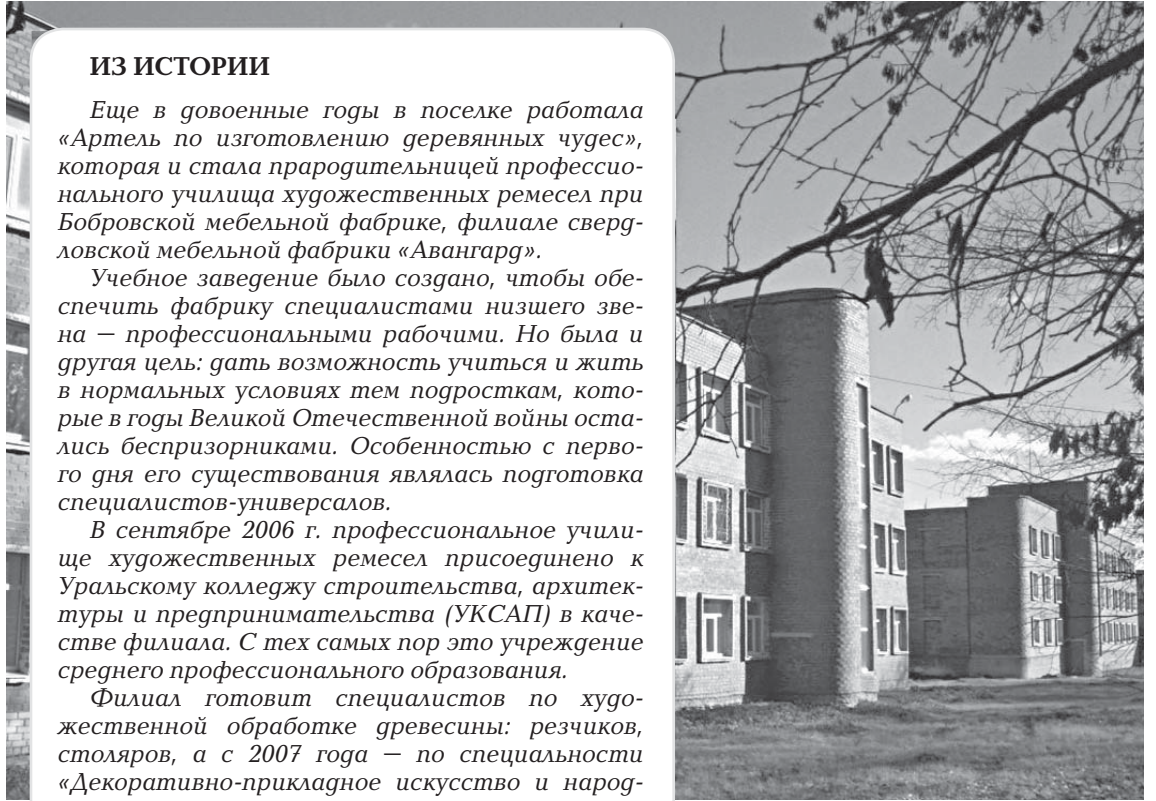 ИЗ ИСТОРИИ
Еще в довоенные годы в поселке работала
«Артель по изготовлению деревянных чудес»,
которая и стала прародительницей профессио-
нального училища художественных ремесел при
Бобровской мебельной фабрике, филиале сверд-
ловской мебельной фабрики «Авангард».
Учебное заведение было создано, чтобы обе-
спечить фабрику специалистами низшего зве-
на — профессиональными рабочими. Но была и
другая цель: дать возможность учиться и жить
в нормальных условиях тем подросткам, кото-
рые в годы Великой Отечественной войны оста-
лись беспризорниками. Особенностью с перво-
го дня его существования являлась подготовка
специалистов-универсалов.
В сентябре 2006 г. профессиональное учили-
ще художественных ремесел присоединено к
Уральскому колледжу строительства, архитек-
туры и предпринимательства (УКСАП) в каче-
стве филиала. С тех самых пор это учреждение
среднего профессионального образования.
Филиал готовит специалистов по худо-
жественной обработке древесины: резчиков,
столяров, а с 2007 года — по специальности
«Декоративно-прикладное искусство и народ-